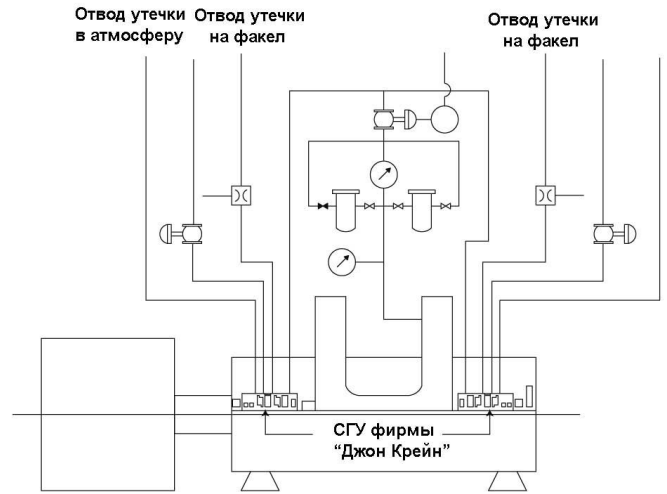 Отвод утечки
в атмосферу
Отвод утечки
на факел
Отвод утечки
на факел
СГУ фирмы
“Джон Крейн”